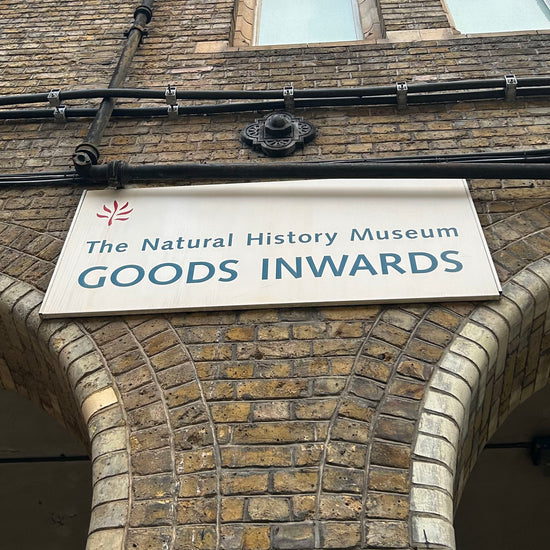 The Natural History Museum
GOODS INWARDS